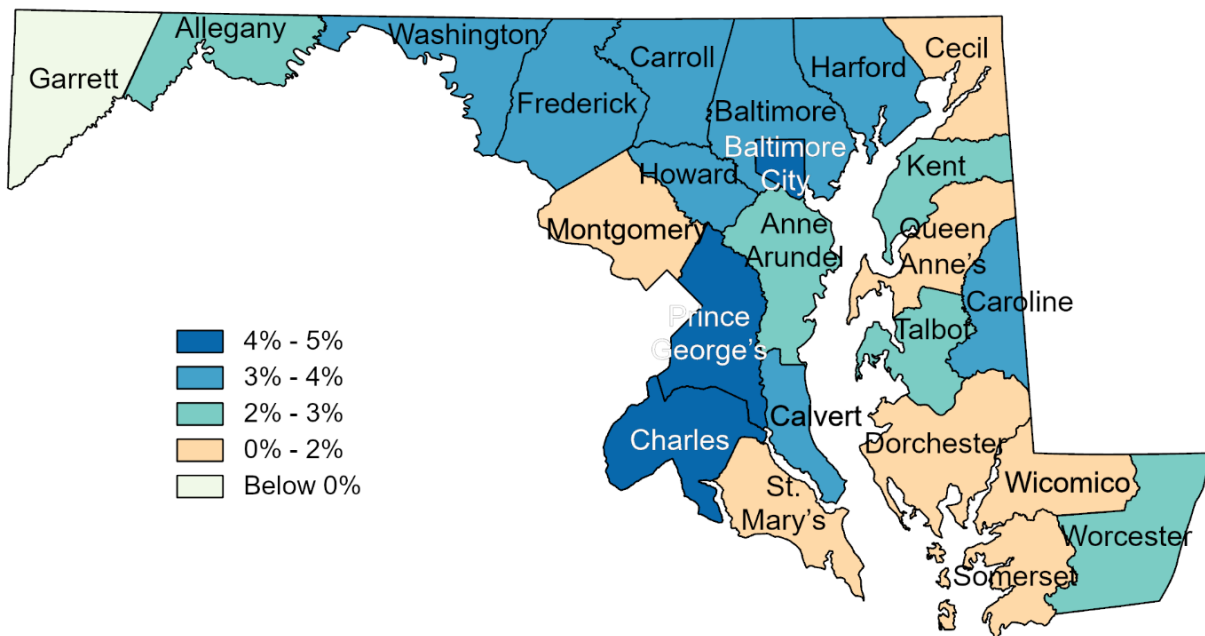 Garrett
Allegany
Washington
Frederick
Carroll
Baltimore
Harford
Cecil
Baltimore
City
Howard
Montgomery
Anne
Arundel
Kent
Queen
Anne's
Caroline
Talbot
Prince
George's
Charles
Calvert
St.
Mary's
Dorchester
Wicomico
Worcester
Somerset
4% - 5%
3% - 4%
2% - 3%
0% - 2%
Below 0%